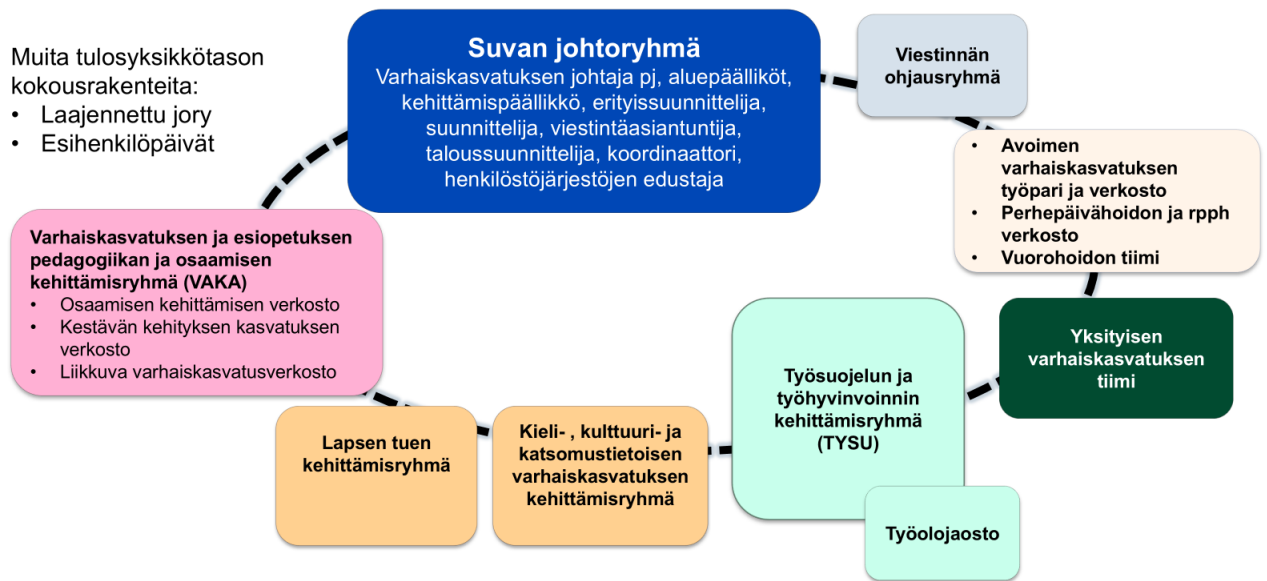 Muita tulosyksikkötason
kokousrakenteita:
• Laajennettu jory
• Esihenkilöpäivät
Suvan johtoryhmä
Varhaiskasvatuksen johtaja pj, aluepäälliköt,
kehittämispäällikkö, erityissuunnittelija,
suunnittelija, viestintäasiantuntija,
taloussuunnittelija, koordinaattori,
henkilöstöjärjestöjen edustaja
Viestinnän
ohjausryhmä
• Avoimen
varhaiskasvatuksen
työpari ja verkosto
• Perhepäivähoidon ja rpph
verkosto
• Vuorohoidon tiimi
Varhaiskasvatuksen ja esiopetuksen
pedagogiikan ja osaamisen
kehittämisryhmä (VAKA)
• Osaamisen kehittämisen verkosto
• Kestävän kehityksen kasvatuksen
verkosto
• Liikkuva varhaiskasvatusverkosto
Yksityisen
varhaiskasvatuksen
tiimi
Työsuojelun ja
työhyvinvoinnin
kehittämisryhmä
(TYSU)
Lapsen tuen
kehittämisryhmä
Kieli- , kulttuuri- ja
katsomustietoisen
varhaiskasvatuksen
kehittämisryhmä
Työolojaosto